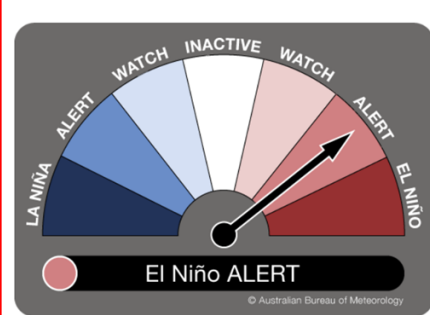 LA NIÑA
ALERT
WATCH
INACTIVE
WATCH
ALERT
EL NIÑO
El Niño ALERT
© Australian Bureau of Meteorology